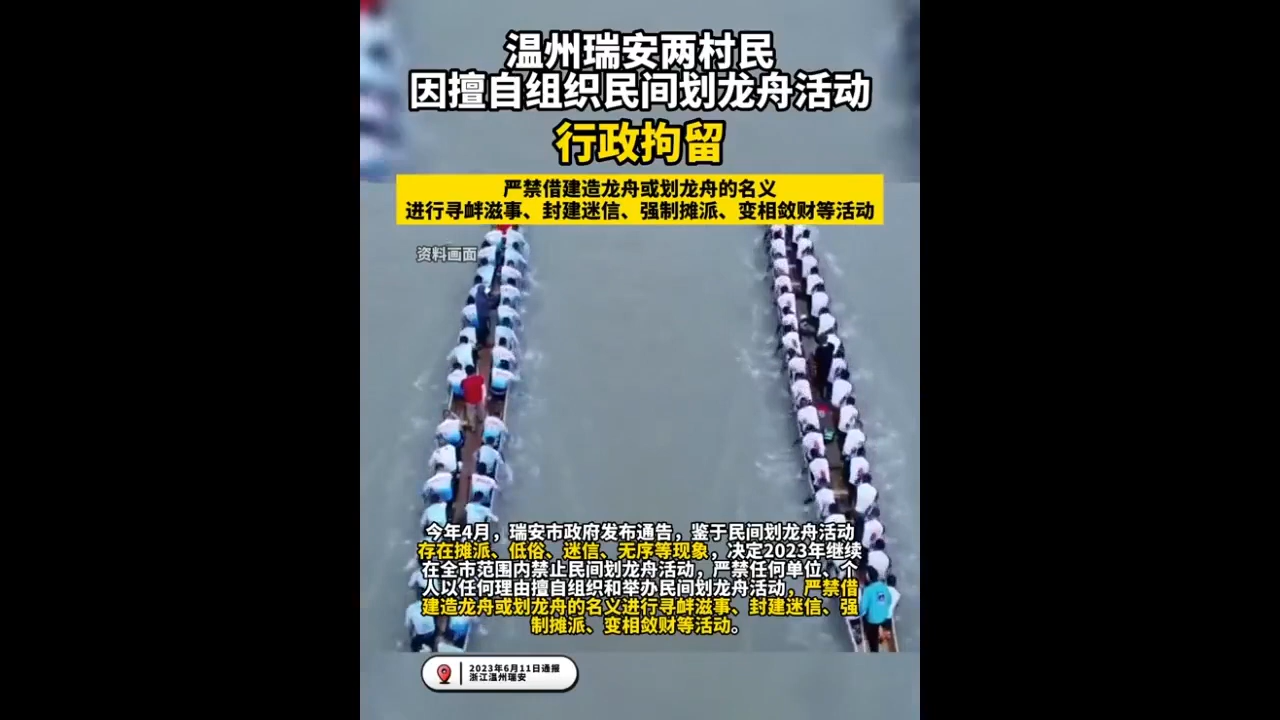 温州瑞安两村民
因擅自组织民间划龙舟活动
行政拘留
严禁借建造龙舟或划龙舟的名义
进行寻衅滋事、封建迷信、强制摊派、变相敛财等活动
资料画面
今年4月，瑞安市政府发布通告，鉴于民间划龙舟活动
存在摊派、低俗、迷信、无序等现象，决定2023年继续
在全市范围内禁止民间划龙舟活动，严禁任何单位、个
人以任何理由擅自组织和举办民间划龙舟活动，严禁借
建造龙舟或划龙舟的名义进行寻衅滋事、封建迷信、强
制摊派、变相敛财等活动。
2023年6月11日通报
浙江温州瑞安